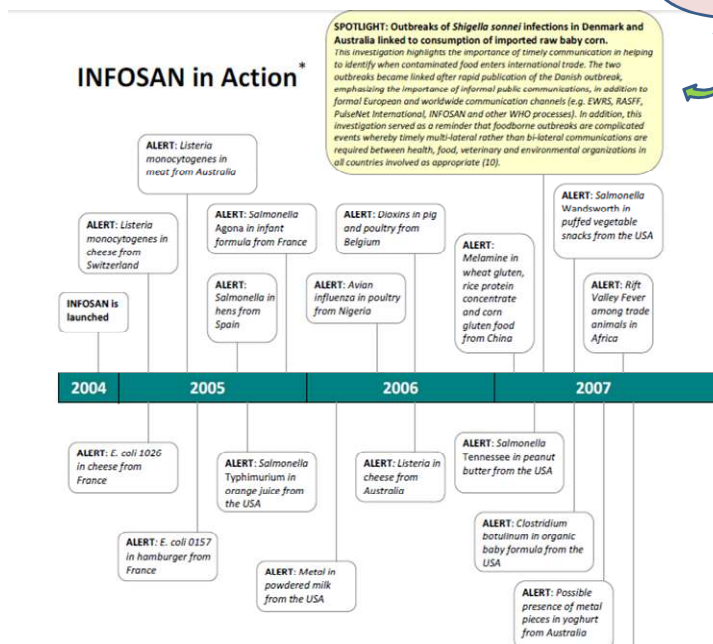 INFOSAN in Action*
SPOTLIGHT: Outbreaks of Shigella sonnei infections in Denmark and
Australia linked to consumption of imported raw baby corn.
This investigation highlights the importance of timely communication in helping
to identify when contaminated food enters international trade. The two
outbreaks became linked after rapid publication of the Danish outbreak,
emphasizing the importance of informal public communications, in addition to
formal European and worldwide communication channels (e.g. EWRS, RASFF,
PulseNet International, INFOSAN and other WHO processes). In addition, this
investigation served as a reminder that foodborne outbreaks are complicated
events whereby timely multi-lateral rather than bi-lateral communications are
required between health, food, veterinary and environmental organizations in
all countries involved as appropriate (10).
ALERT: Listeria
monocytogenes in
meat from Australia
ALERT: Listeria
monocytogenes in
cheese from
Switzerland
ALERT: Salmonella
Agona in infant
formula from France
ALERT: Dioxins in pig
and poultry from
Belgium
ALERT: Salmonella
Wandsworth in
puffed vegetable
snacks from the USA
ALERT:
Melamine in
wheat gluten,
rice protein
concentrate
and corn
gluten food
from China
INFOSAN is
launched
ALERT:
Salmonella in
hens from
Spain
ALERT: Avian
influenza in poultry
from Nigeria
ALERT: Rift
Valley Fever
among trade
animals in
Africa
2004
2005
2006
2007
ALERT: E. coli 1026
in cheese from
France
ALERT: Salmonella
Typhimurium in
orange juice from
the USA
ALERT: Listeria in
cheese from
Australia
ALERT: Salmonella
Tennessee in peanut
butter from the USA
ALERT: E. coli 0157
in hamburger from
France
ALERT: Metal in
powdered milk
from the USA
ALERT: Clostridium
botulinum in organic
baby formula from the
USA
ALERT: Possible
presence of metal
pieces in yoghurt
from Australia